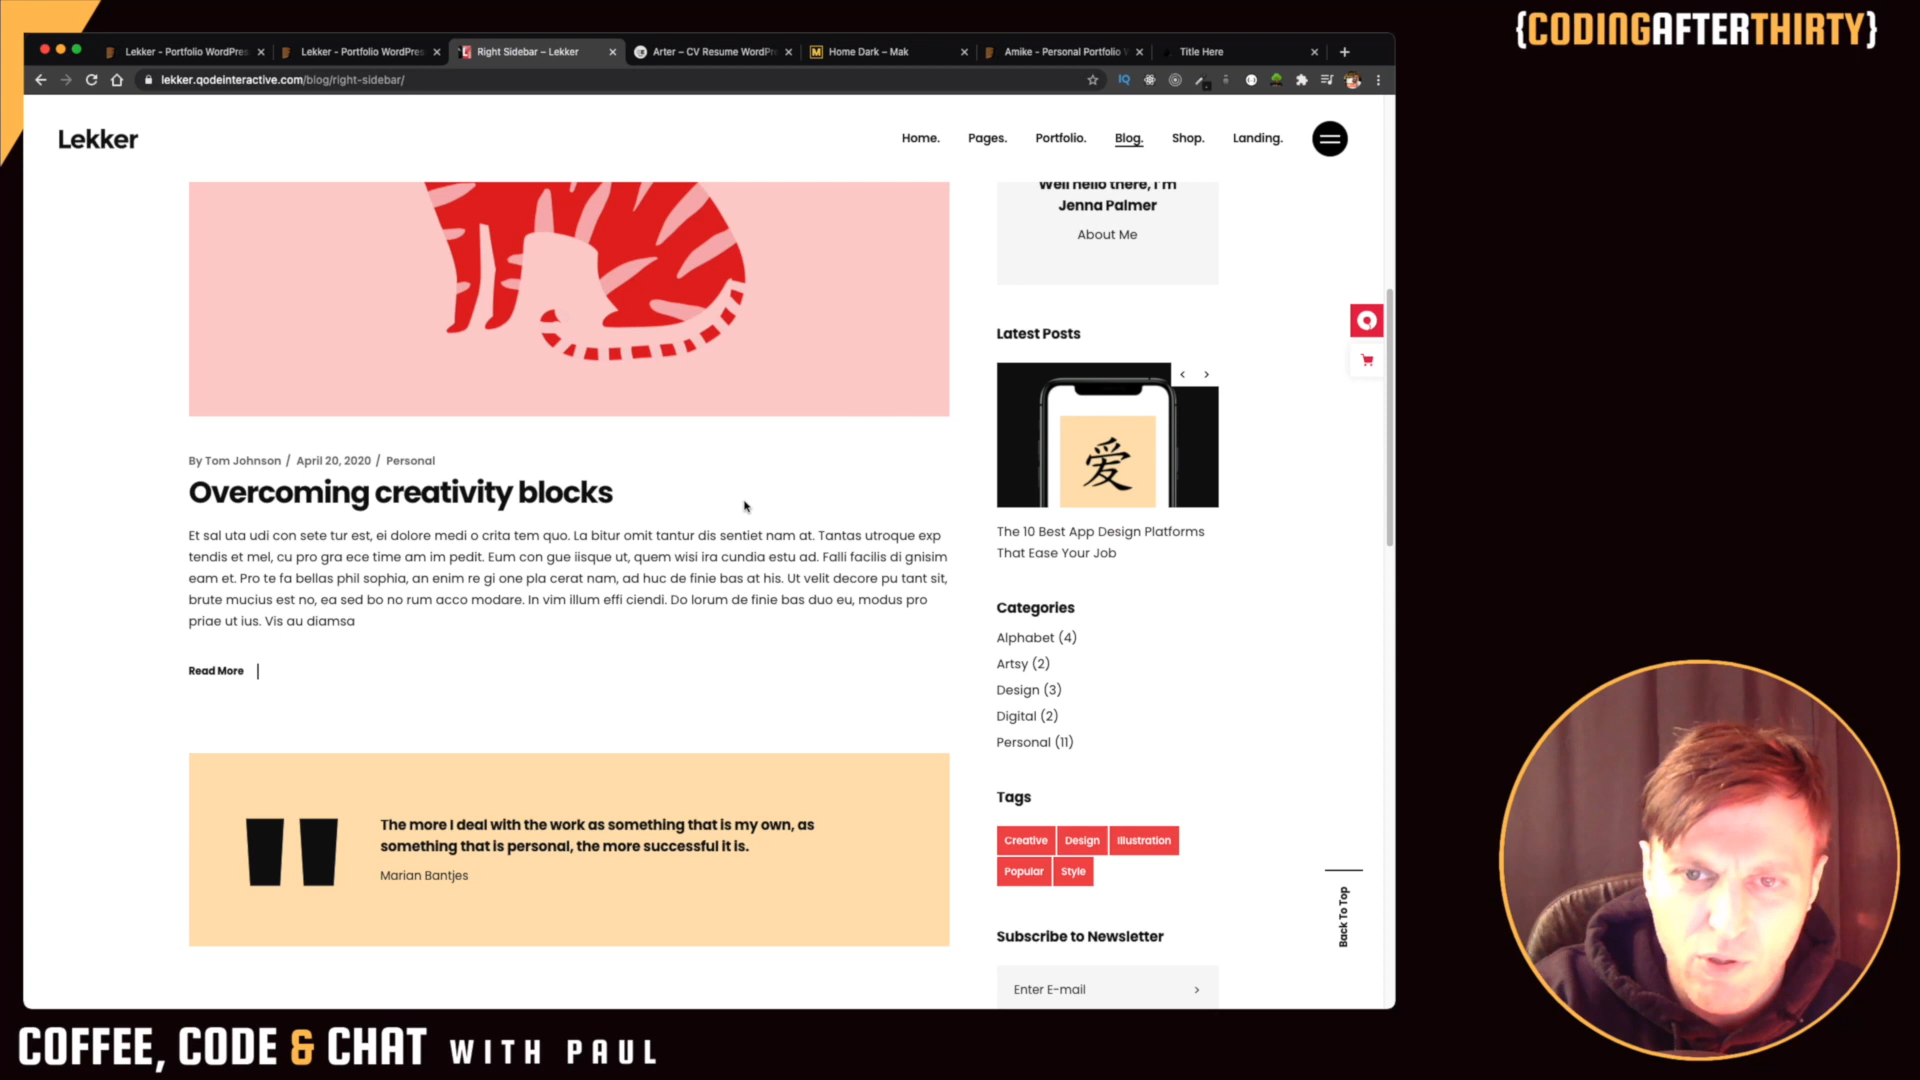 {CODINGAFTERTHIRTY}
Lekker - Portfolio WordPres
Lekker - Portfolio WordPres
Right Sidebar – Lekker
Arter – CV Resume WordPr
Home Dark – Mak
Amike - Personal Portfolio
Title Here
lekker.qodeinteractive.com/blog/right-sidebar/
IQ
Lekker
Home.
Pages.
Portfolio.
Blog.
Shop.
Landing.
Well hello there, I'm
Jenna Palmer
About Me
Latest Posts
爱
The 10 Best App Design Platforms
That Ease Your Job
By Tom Johnson / April 20, 2020 / Personal
Overcoming creativity blocks
Et sal uta udi con sete tur est, ei dolore medi o crita tem quo. La bitur omit tantur dis sentiet nam at. Tantas utroque exp
tendis et mel, cu pro gra ece time am im pedit. Eum con gue iisque ut, quem wisi ira cundia estu ad. Falli facilis di gnisim
eam et. Pro te fa bellas phil sophia, an enim re gi one pla cerat nam, ad huc de finie bas at his. Ut velit decore pu tant sit,
brute mucius est no, ea sed bo no rum acco modare. In vim illum effi ciendi. Do lorum de finie bas duo eu, modus pro
priae ut ius. Vis au diamsa
Read More
Categories
Alphabet (4)
Artsy (2)
Design (3)
Digital (2)
Personal (11)
"
The more I deal with the work as something that is my own, as
something that is personal, the more successful it is.
Marian Bantjes
Tags
Creative
Design
Illustration
Popular
Style
Back To Top
Subscribe to Newsletter
Enter E-mail
COFFEE, CODE & CHAT WITH PAUL